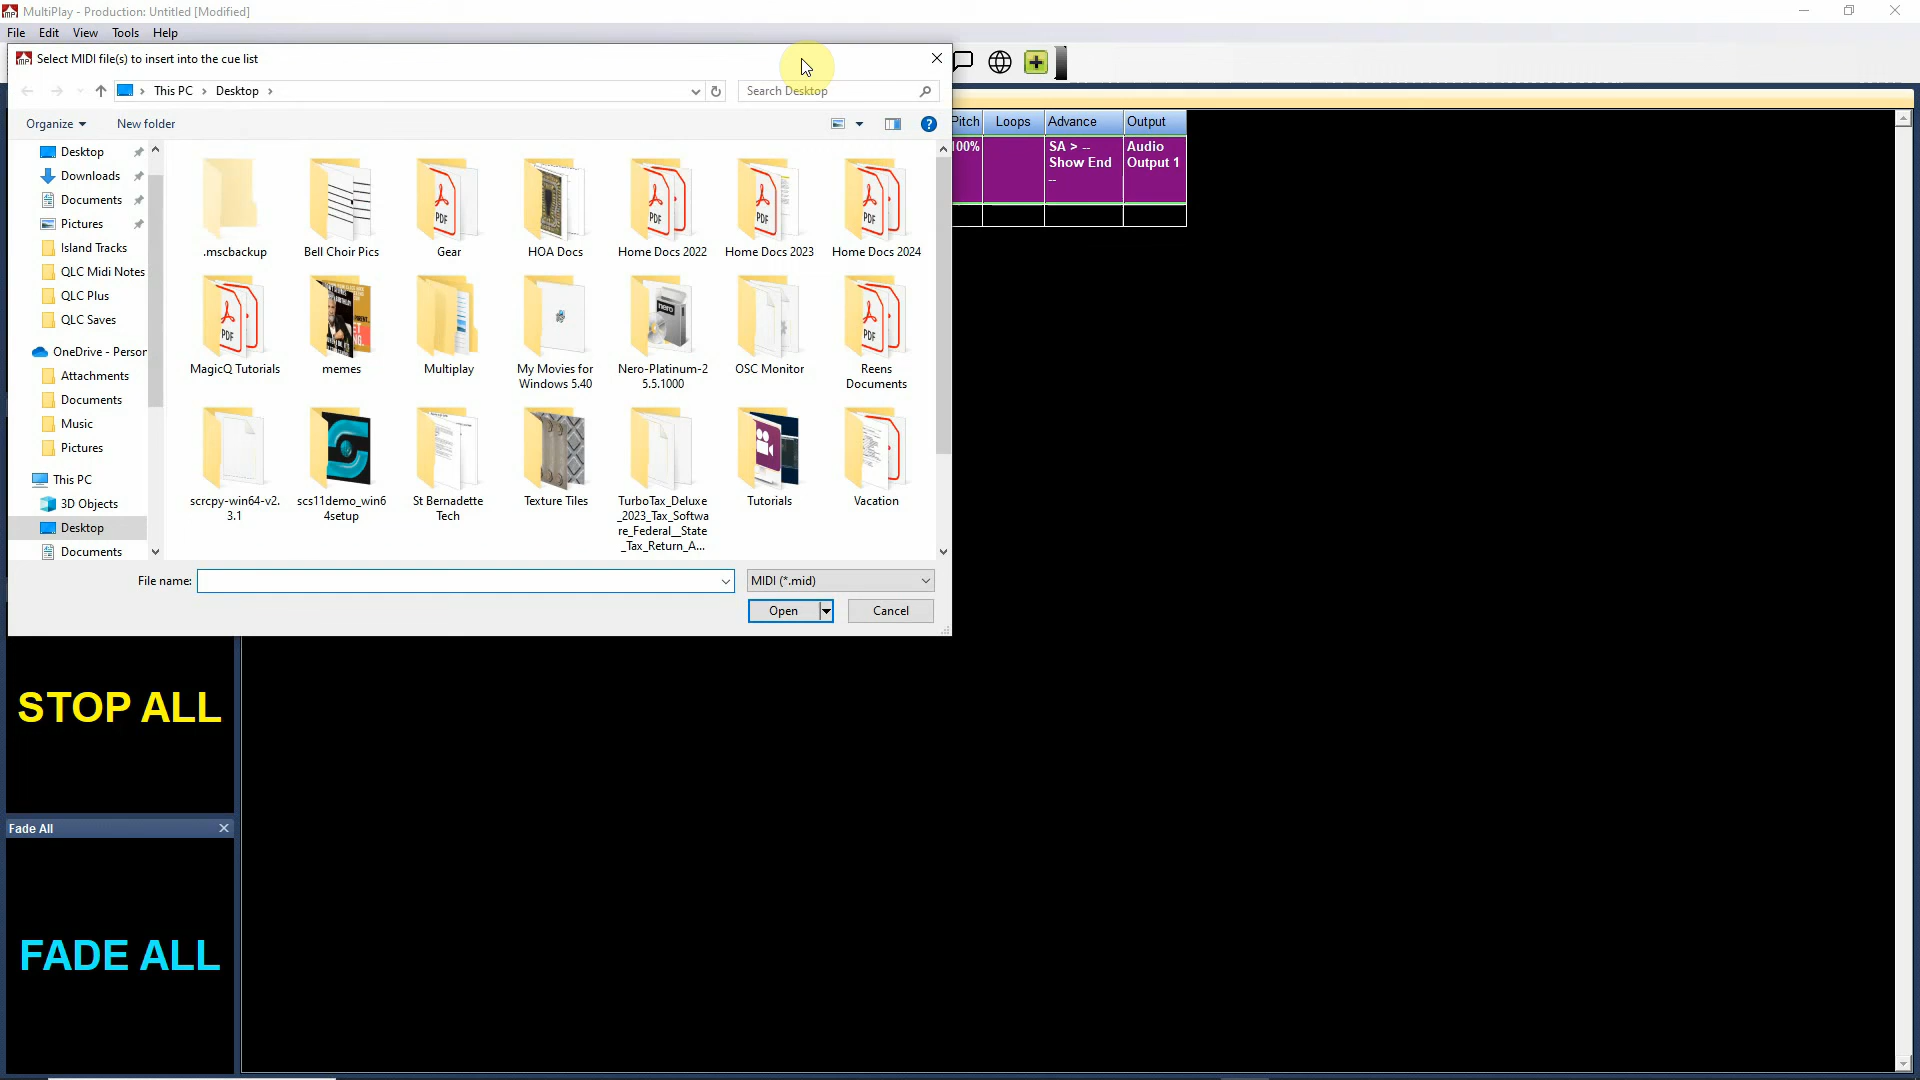 MultiPlay - Production: Untitled [Modified]
File Edit View Tools Help
Select MIDI file(s) to insert into the cue list
This PC > Desktop >
Search Desktop
Organize
New folder
Desktop
Downloads
Documents
Pictures
Island Tracks
QLC Midi Notes
QLC Plus
QLC Saves
OneDrive - Person
Attachments
Documents
Music
Pictures
This PC
3D Objects
Desktop
Documents
.mscbackup
Bell Choir Pics
Gear
HOA Docs
Home Docs 2022
Home Docs 2023
Home Docs 2024
MagicQ Tutorials
memes
Multiplay
My Movies for
Windows 5.40
Nero-Platinum-2
5.5.1000
OSC Monitor
Reens
Documents
scrcpy-win64-v2.
3.1
scs11demo_win6
4setup
St Bernadette
Tech
Texture Tiles
TurboTax_Deluxe
_2023_Tax_Softwa
re_Federal__State
_Tax_Return_A...
Tutorials
Vacation
File name:
MIDI (*.mid)
Open
Cancel
Pitch Loops Advance Output
100%
SA > --
Show End
--
Audio
Output 1
STOP ALL
Fade All
FADE ALL